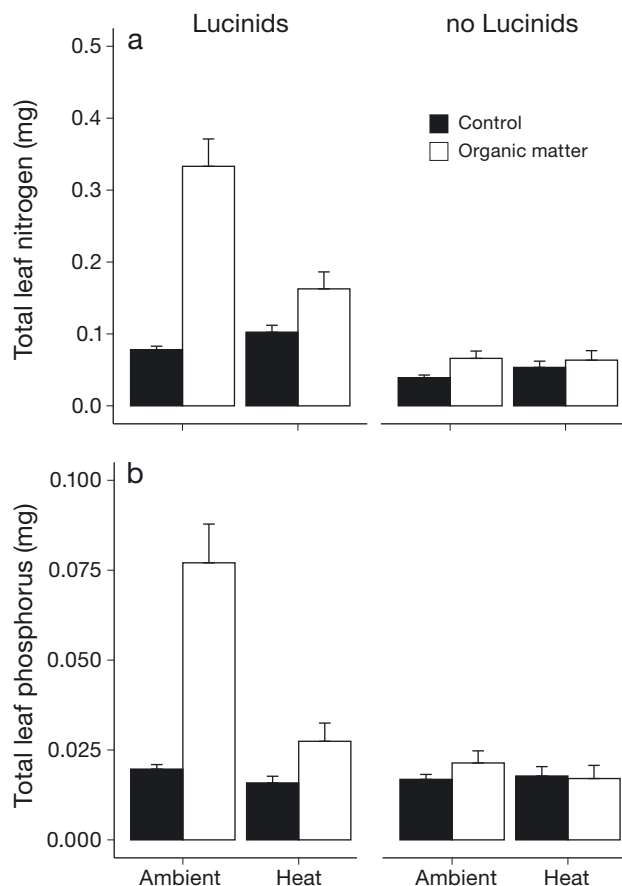 Lucinids
no Lucinids
a
Total leaf nitrogen (mg)
0.5
0.4
0.3
0.2
0.1
0.0
Control
Organic matter
b
Total leaf phosphorus (mg)
0.100
0.075
0.050
0.025
0.000
Ambient Heat Ambient Heat